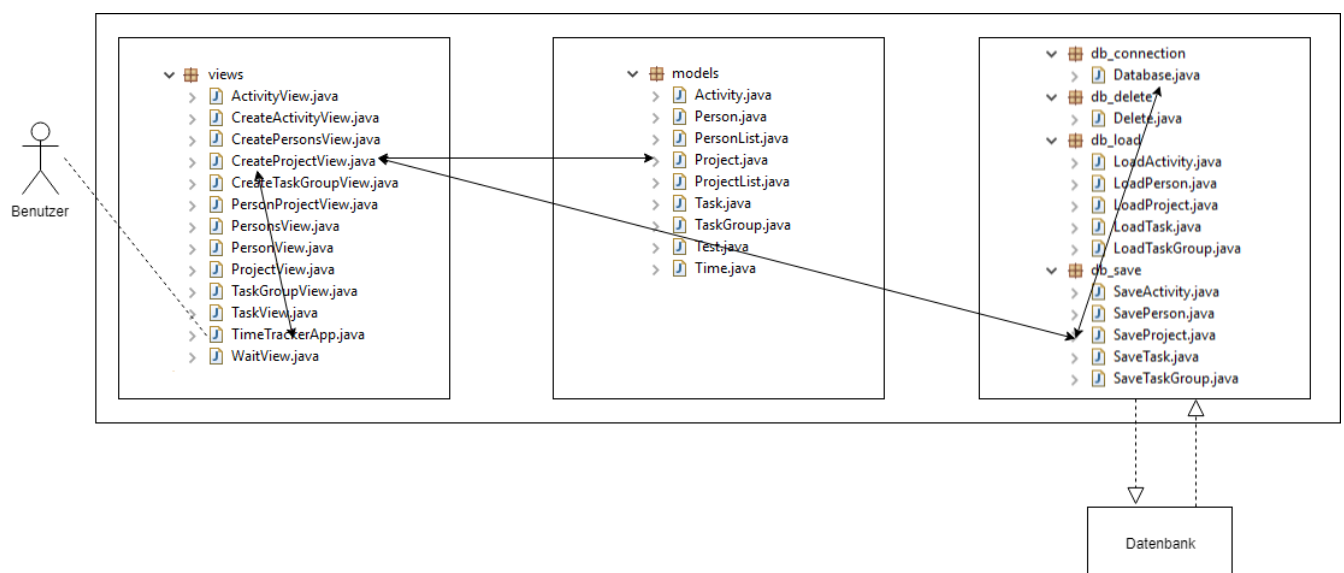 views
ActivityView.java
CreateActivityView.java
CreatePersonsView.java
CreateProjectView.java
CreateTaskGroupView.java
PersonProjectView.java
PersonsView.java
PersonView.java
ProjectView.java
TaskGroupView.java
TaskView.java
TimeTrackerApp.java
WaitView.java
Benutzer
models
Activity.java
Person.java
PersonList.java
Project.java
ProjectList.java
Task.java
TaskGroup.java
Test.java
Time.java
db_connection
Database.java
db_delete
Delete.java
db_load
LoadActivity.java
LoadPerson.java
LoadProject.java
LoadTask.java
LoadTaskGroup.java
db_save
SaveActivity.java
SavePerson.java
SaveProject.java
SaveTask.java
SaveTaskGroup.java
Datenbank